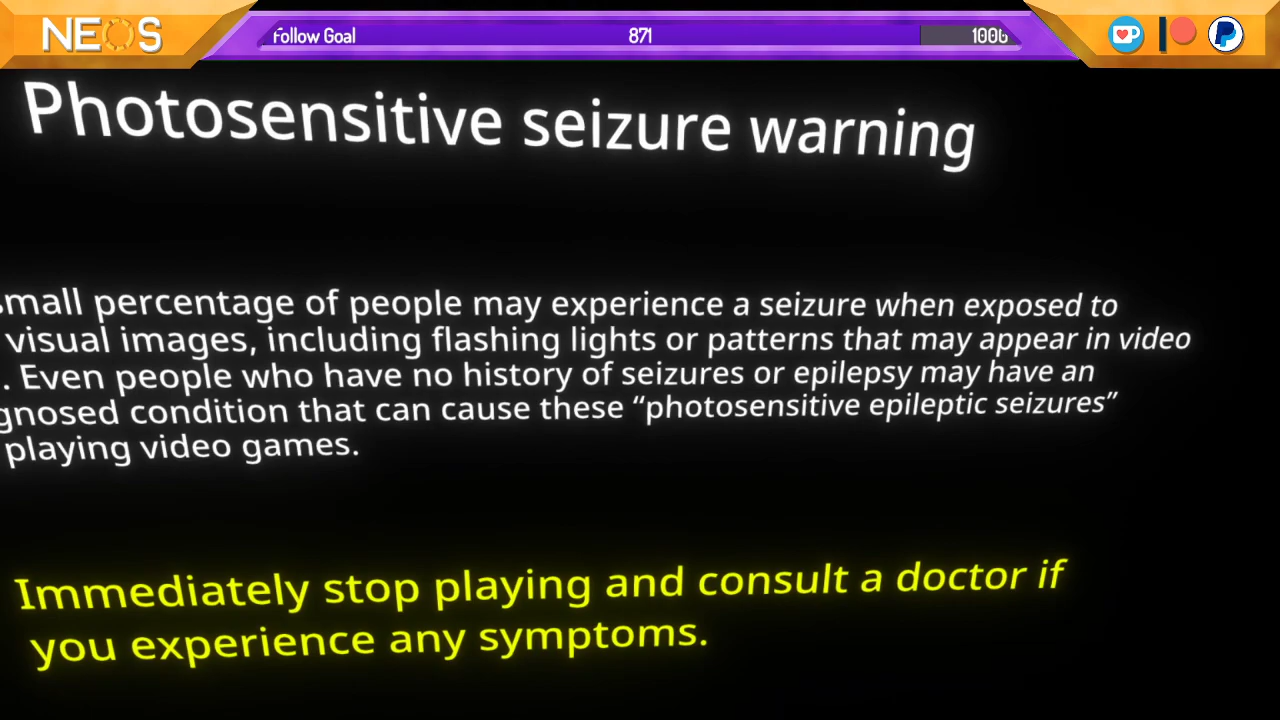 NEOS
Follow Goal 871 1000
Photosensitive seizure warning
small percentage of people may experience a seizure when exposed to
visual images, including flashing lights or patterns that may appear in video
. Even people who have no history of seizures or epilepsy may have an
gnosed condition that can cause these “photosensitive epileptic seizures”
playing video games.
Immediately stop playing and consult a doctor if
you experience any symptoms.